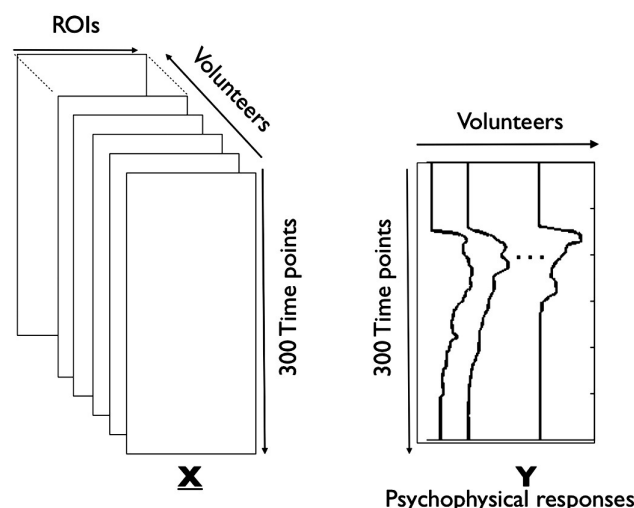 ROIs
Volunteers
300 Time points
X
Volunteers
300 Time points
Y
Psychophysical responses